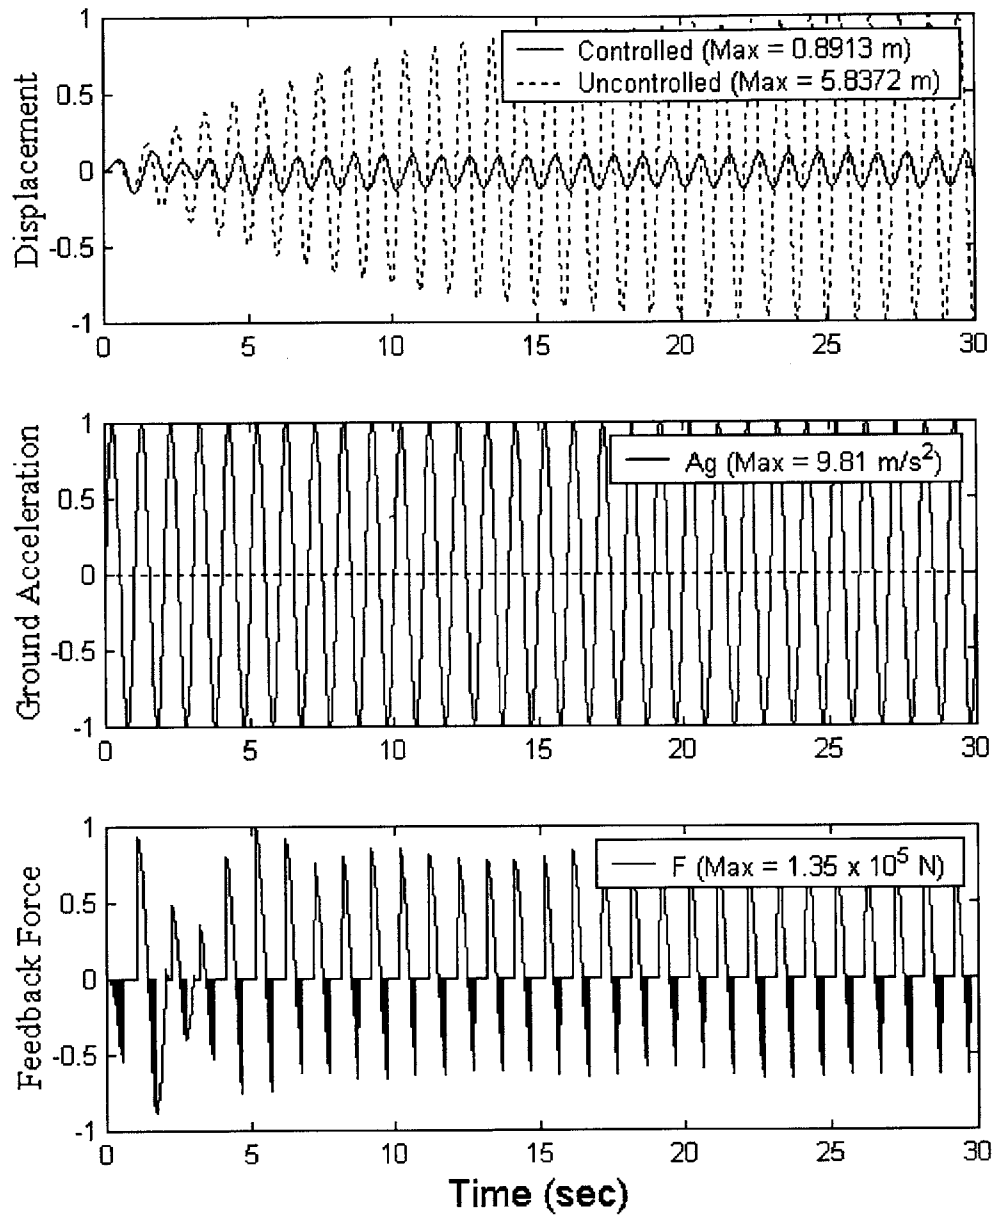 1
0.5
0
-0.5
-1
Displacement
Controlled (Max = 0.8913 m)
Uncontrolled (Max = 5.8372 m)
0 5 10 15 20 25 30
1
0.5
0
-0.5
-1
Ground Acceleration
Ag (Max = 9.81 m/s²)
0 5 10 15 20 25 30
1
0.5
0
-0.5
-1
Feedback Force
F (Max = 1.35 x 10⁵ N)
0 5 10 15 20 25 30
Time (sec)